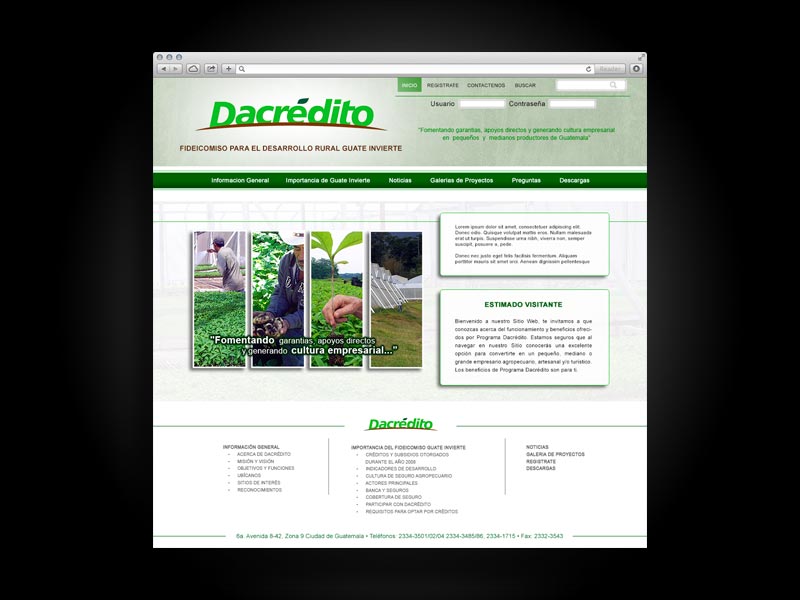 Reader
INICIO REGISTRATE CONTACTENOS BUSCAR
Usuario Contraseña
Dacrédito
FIDEICOMISO PARA EL DESARROLLO RURAL GUATE INVIERTE
"Fomentando garantias, apoyos directos y generando cultura empresarial
en pequeños y medianos productores de Guatemala"
Informacion General Importancia de Guate Invierte Noticias Galerias de Proyectos Preguntas Descargas
"Fomentando garantias, apoyos directos
y generando cultura empresarial..."
Lorem ipsum dolor sit amet, consectetuer adipiscing elit.
Donec odio. Quisque volutpat mattis eros. Nullam malesuada
erat ut turpis. Suspendisse urna nibh, viverra non, semper
suscipit, posuere a, pede.
Donec nec justo eget felis facilisis fermentum. Aliquam
porttitor mauris sit amet orci. Aenean dignissim pellentesque
ESTIMADO VISITANTE
Bienvenido a nuestro Sitio Web, te invitamos a que
conozcas acerca del funcionamiento y beneficios ofreci-
dos por Programa Dacrédito. Estamos seguros que al
navegar en nuestro Sitio conocerás una excelente
opción para convertirte en un pequeño, mediano o
grande empresario agropecuario, artesanal y/o turístico.
Los beneficios de Programa Dacrédito son para ti.
Dacrédito
INFORMACIÓN GENERAL
- ACERCA DE DACRÉDITO
- MISIÓN Y VISIÓN
- OBJETIVOS Y FUNCIONES
- UBÍCANOS
- SITIOS DE INTERÉS
- RECONOCIMIENTOS
IMPORTANCIA DEL FIDEICOMISO GUATE INVIERTE
- CRÉDITOS Y SUBSIDIOS OTORGADOS
DURANTE EL AÑO 2008
- INDICADORES DE DESARROLLO
- CULTURA DE SEGURO AGROPECUARIO
- ACTORES PRINCIPALES
- BANCA Y SEGUROS
- COBERTURA DE SEGURO
- PARTICIPAR CON DACRÉDITO
- REQUISITOS PARA OPTAR POR CRÉDITOS
NOTICIAS
GALERIA DE PROYECTOS
REGISTRATE
DESCARGAS
6a Avenida 8-42, Zona 9 Ciudad de Guatemala • Teléfonos 2334-3501/02/04 2334-3485/86, 2334-1715 • Fax: 2332-3543